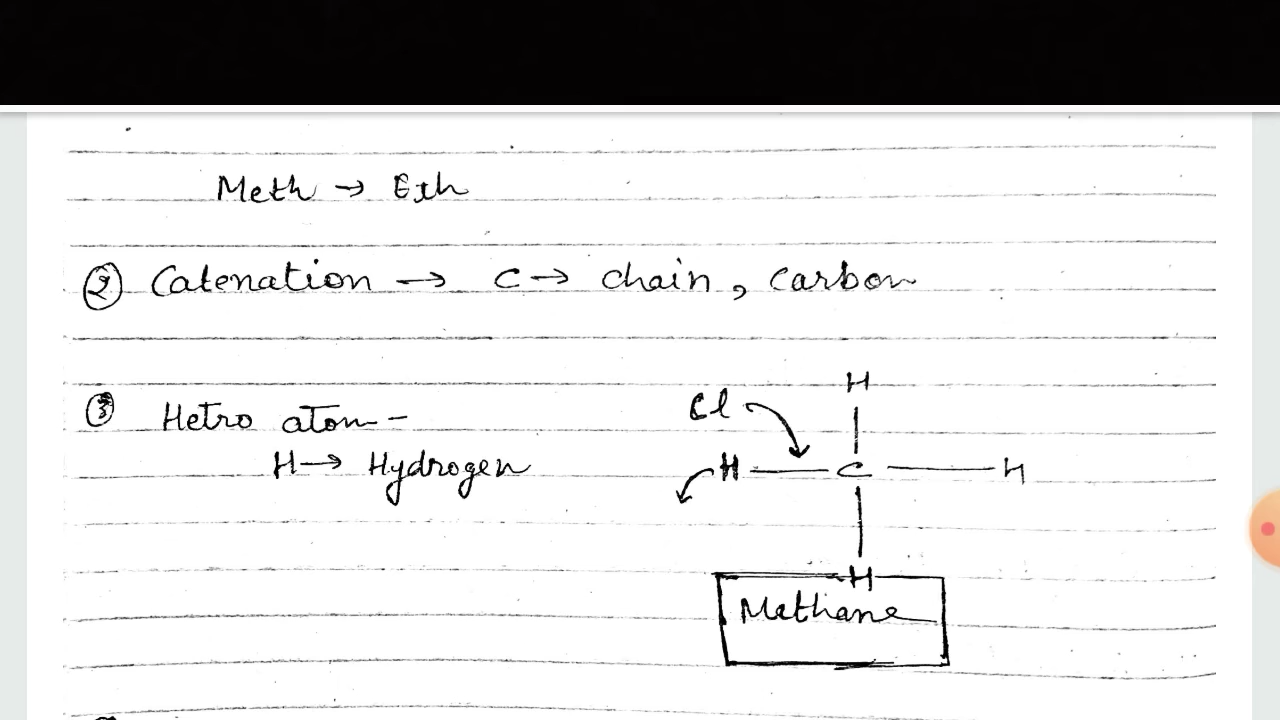 Meth → Eth
② Catenation → C → chain, carbon
③ Hetro atom -
H → Hydrogen
H
Cl
H — C — H
H
Methane